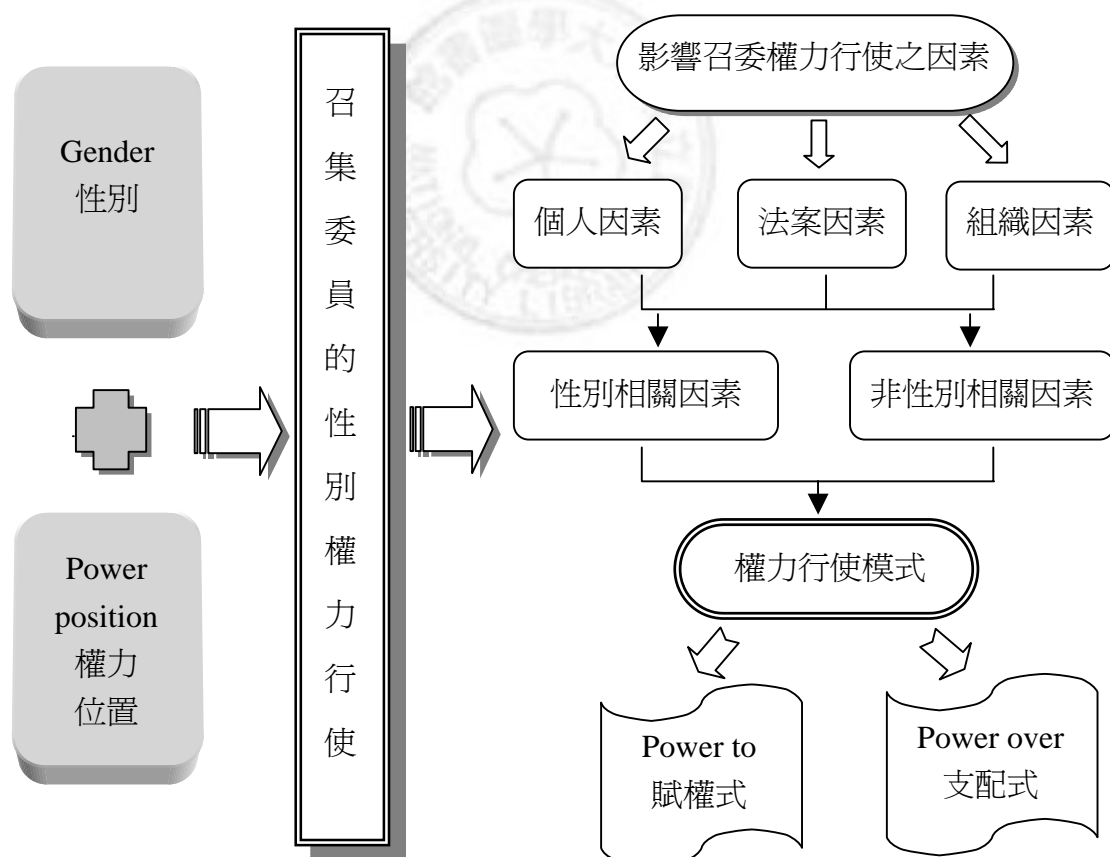 Gender
性別
Power
position
權力
位置
召集委員的性別權力行使
影響召委權力行使之因素
個人因素
法案因素
組織因素
性別相關因素
非性別相關因素
權力行使模式
Power to
賦權式
Power over
支配式